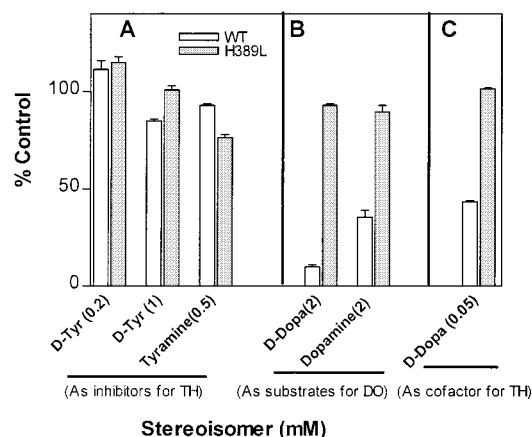 A
B
C
WT
H389L
% Control
100
50
0
D-Tyr (0.2)
D-Tyr (1)
Tyramine(0.5)
D-Dopa(2)
Dopamine(2)
D-Dopa (0.05)
(As inhibitors for TH)
(As substrates for DO)
(As cofactor for TH)
Stereoisomer (mM)